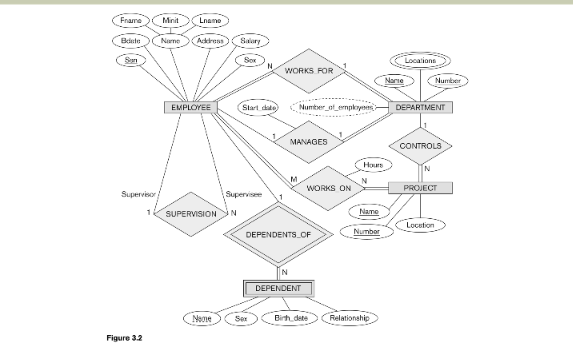 Fname Minit Lname
Bdate Name Address Salary
Ssn Sex
Locations
Name Number
N WORKS_FOR 1
EMPLOYEE
Start_date
Number_of_employees
DEPARTMENT
1 MANAGES 1
1
CONTROLS
N
Hours
M WORKS_ON N
PROJECT
Name
Number
Location
Supervisor Supervisee
1 SUPERVISION N
1
DEPENDENTS_OF
N
DEPENDENT
Name Sex Birth_date Relationship
Figure 3.2